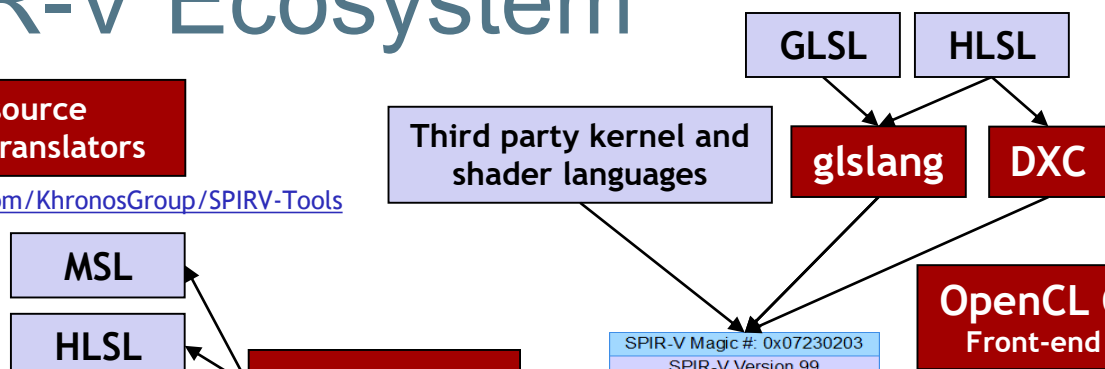 R-V Ecosystem
GLSL
HLSL
source
ranslators
Third party kernel and
shader languages
glslang
DXC
om/KhronosGroup/SPIRV-Tools
MSL
OpenCL
Front-end
HLSL
SPIR-V Magic #: 0x07230203
SPIR-V Version 99